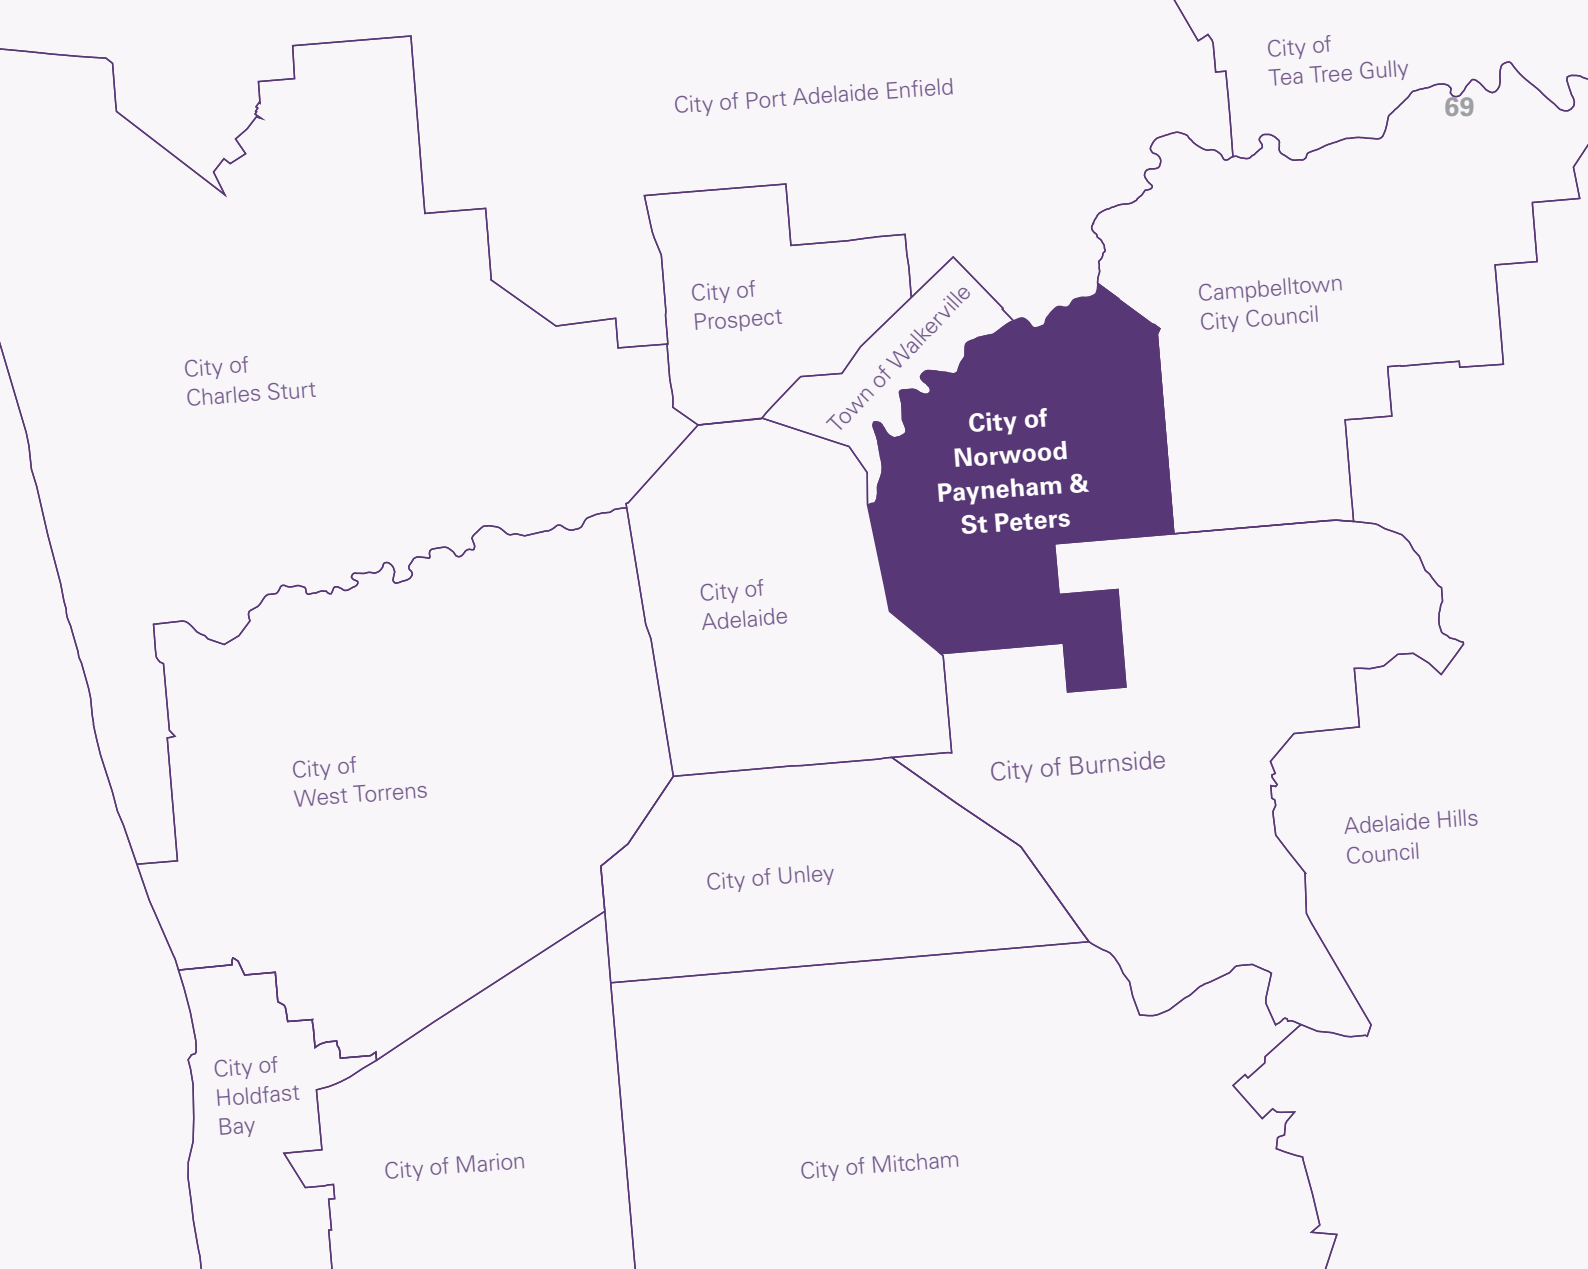 City of
Tea Tree Gully
69
City of Port Adelaide Enfield
City of
Prospect
Town of Walkerville
Campbelltown
City Council
City of
Charles Sturt
City of
Norwood
Payneham &
St Peters
City of
Adelaide
City of
West Torrens
City of Burnside
Adelaide Hills
Council
City of Unley
City of
Holdfast
Bay
City of Marion
City of Mitcham